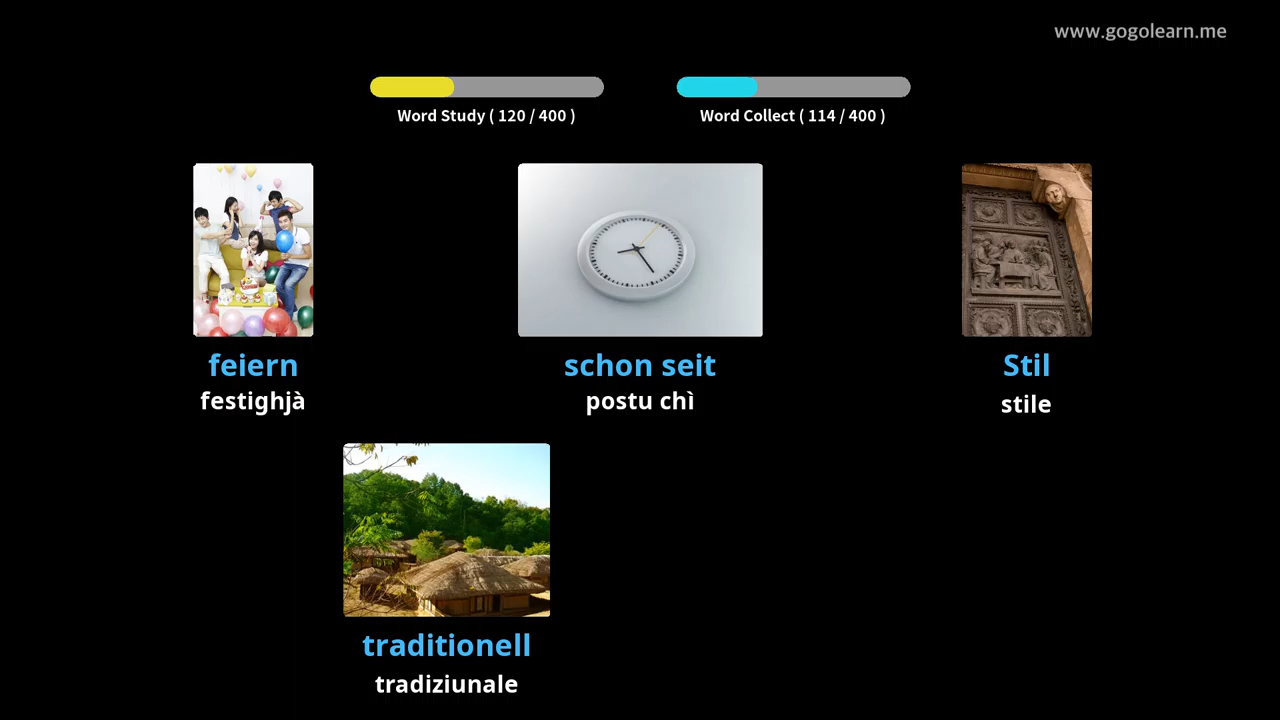 www.gogolearn.me
Word Study ( 120 / 400 )
Word Collect ( 114 / 400 )
feiern
festighjà
schon seit
postu chì
Stil
stile
traditionell
tradiziunale